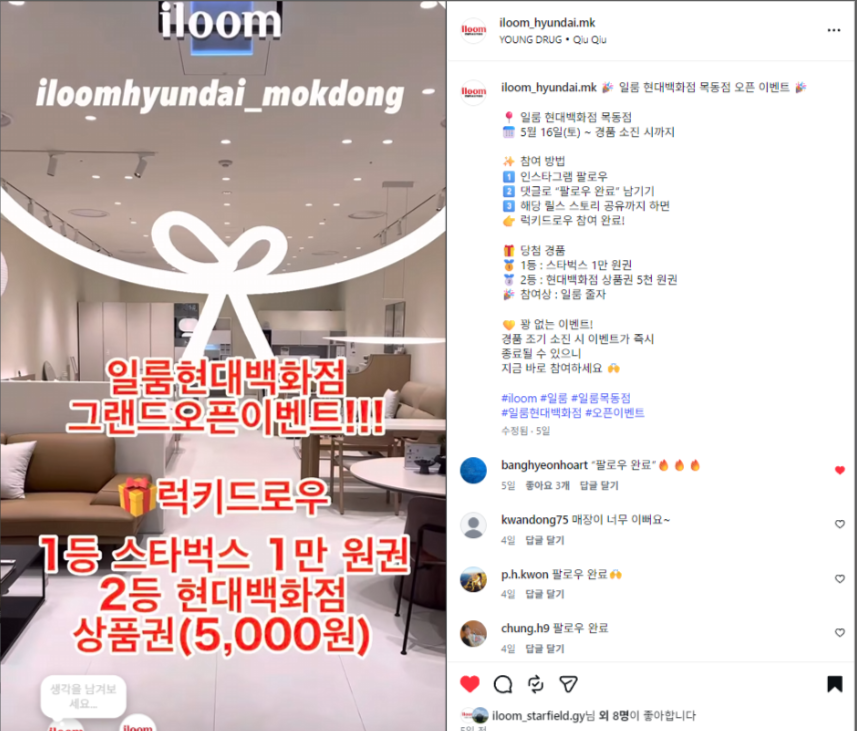 iloom
iloomhyundai_mokdong
일룸현대백화점
그랜드오픈이벤트!!!
🎁럭키드로우
1등 스타벅스 1만 원권
2등 현대백화점
상품권(5,000원)
생각을 남겨보
세요...
iloom
iloom
iloom
iloom_hyundai.mk
YOUNG DRUG • Qiu Qiu
iloom
iloom_hyundai.mk 🎉 일룸 현대백화점 목동점 오픈 이벤트 🎉
📍 일룸 현대백화점 목동점
🗓️ 5월 16일(토) ~ 경품 소진 시까지
✨ 참여 방법
1️⃣ 인스타그램 팔로우
2️⃣ 댓글로 “팔로우 완료” 남기기
3️⃣ 해당 릴스 스토리 공유까지 하면
👉 럭키드로우 참여 완료!
🎁 당첨 경품
🥇 1등 : 스타벅스 1만 원권
🥈 2등 : 현대백화점 상품권 5천 원권
🎉 참여상 : 일룸 줄자
💛 꽝 없는 이벤트!
경품 조기 소진 시 이벤트가 즉시
종료될 수 있으니
지금 바로 참여하세요 🙌
#iloom #일룸 #일룸목동점
#일룸현대백화점 #오픈이벤트
수정됨 · 5일
banghyeonhoart “팔로우 완료”🔥🔥🔥
5일 좋아요 3개 답글 달기
kwandong75 매장이 너무 이뻐요~
4일 답글 달기
p.h.kwon 팔로우 완료🙌
4일 답글 달기
chung.h9 팔로우 완료
4일 답글 달기
iloom_starfield.gy님 외 8명이 좋아합니다
5일 전